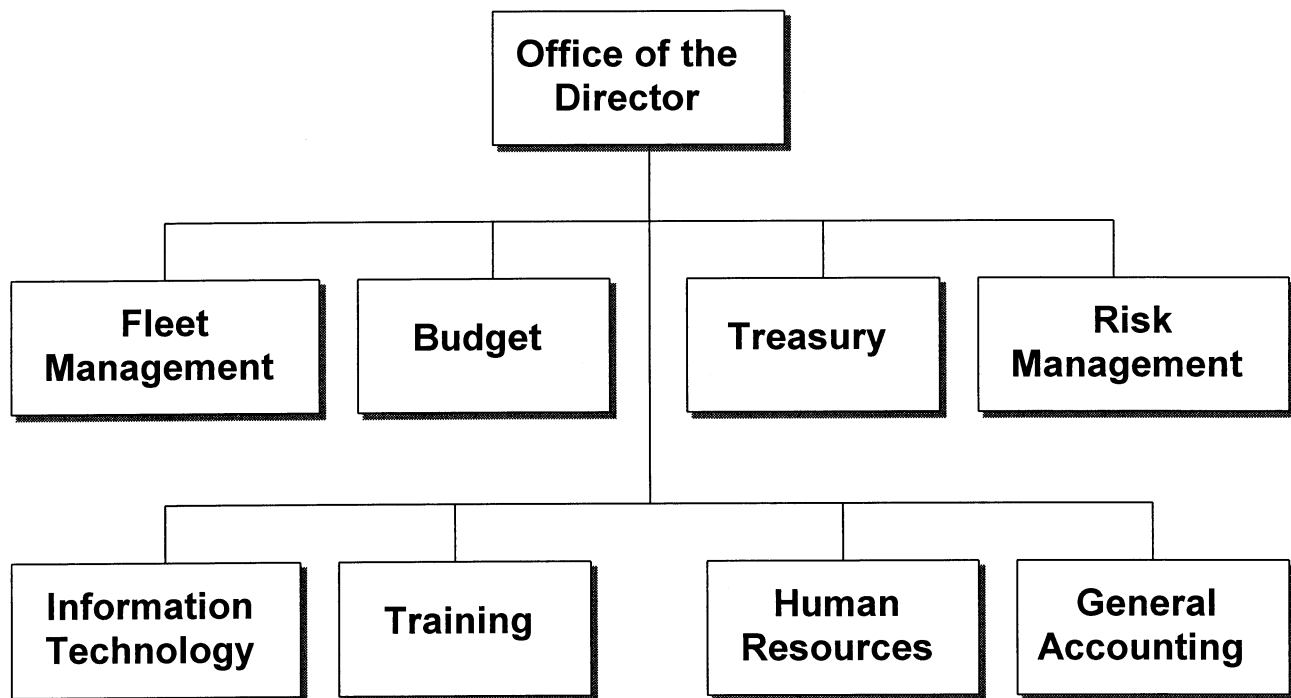 Office of the
Director
Fleet
Management
Budget
Treasury
Risk
Management
Information
Technology
Training
Human
Resources
General
Accounting